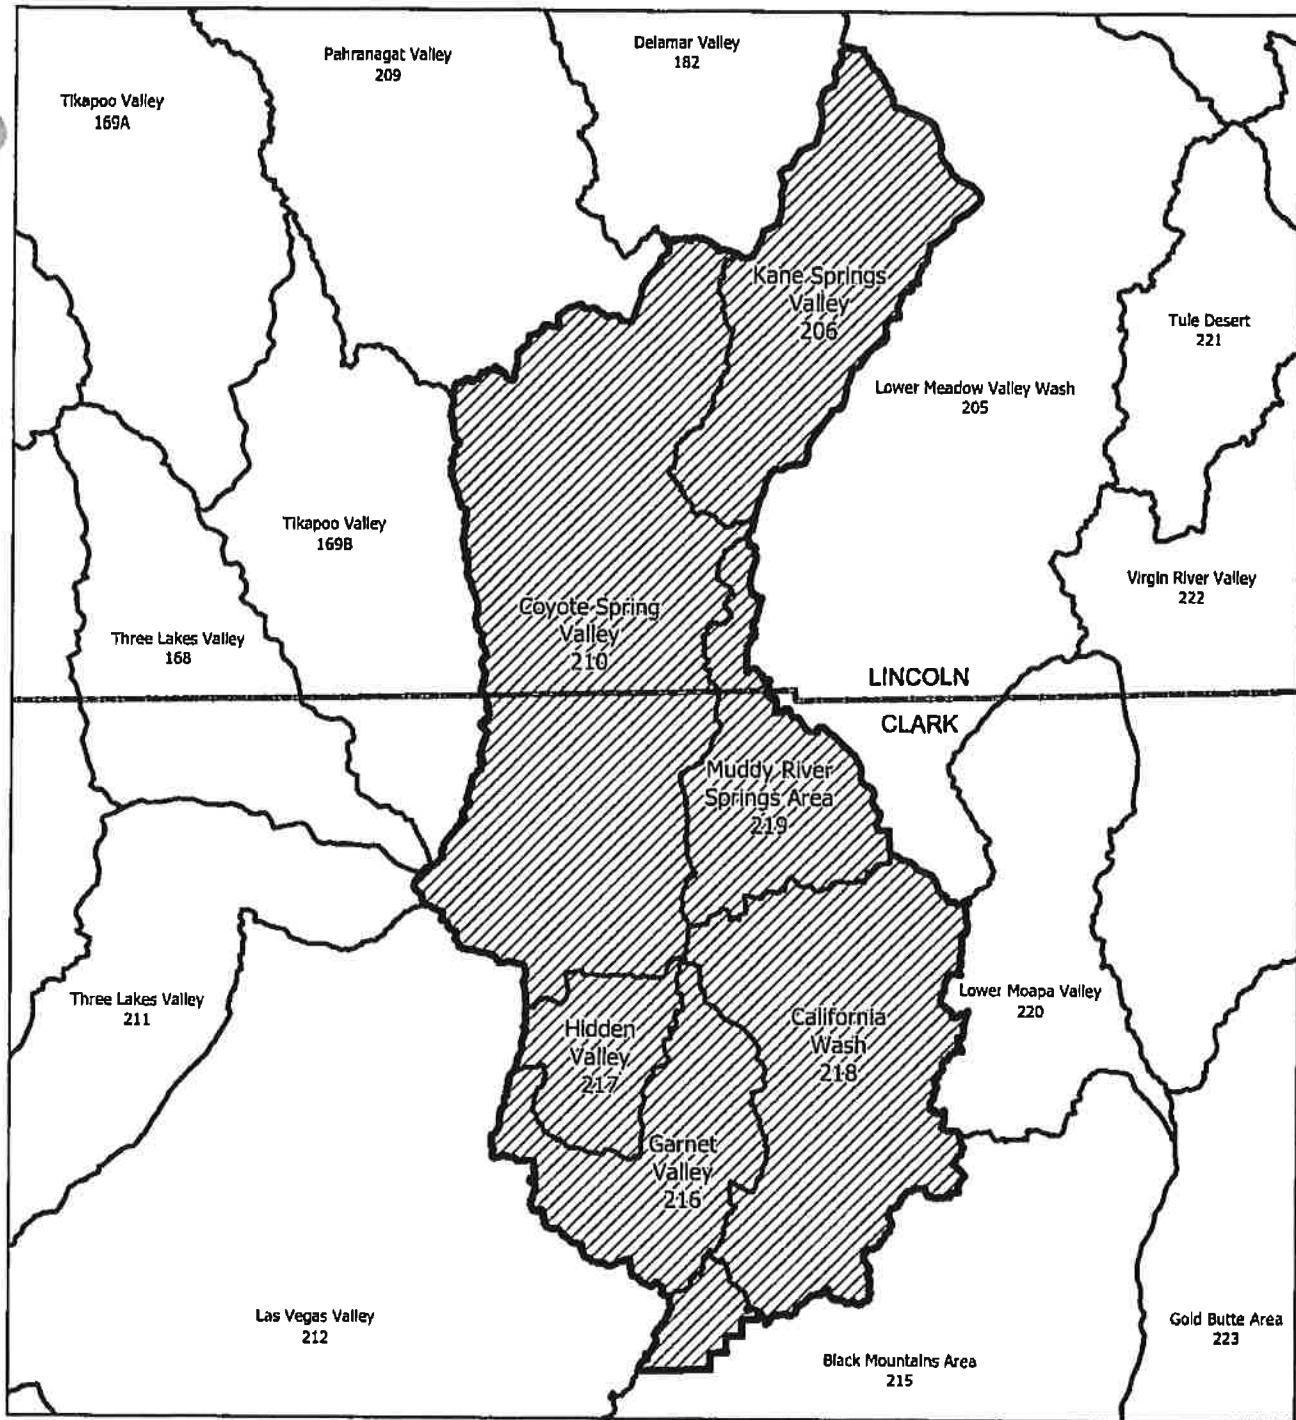 Delamar Valley
182
Pahranagat Valley
209
Tikapoo Valley
169A
Kane Springs
Valley
206
Tule Desert
221
Lower Meadow Valley Wash
205
Tikapoo Valley
169B
Virgin River Valley
222
Coyote Spring
Valley
210
Three Lakes Valley
168
LINCOLN
CLARK
Muddy River
Springs Area
219
Three Lakes Valley
211
Lower Moapa Valley
220
California
Wash
218
Hidden
Valley
217
Garnet
Valley
216
Las Vegas Valley
212
Gold Butte Area
223
Black Mountains Area
215